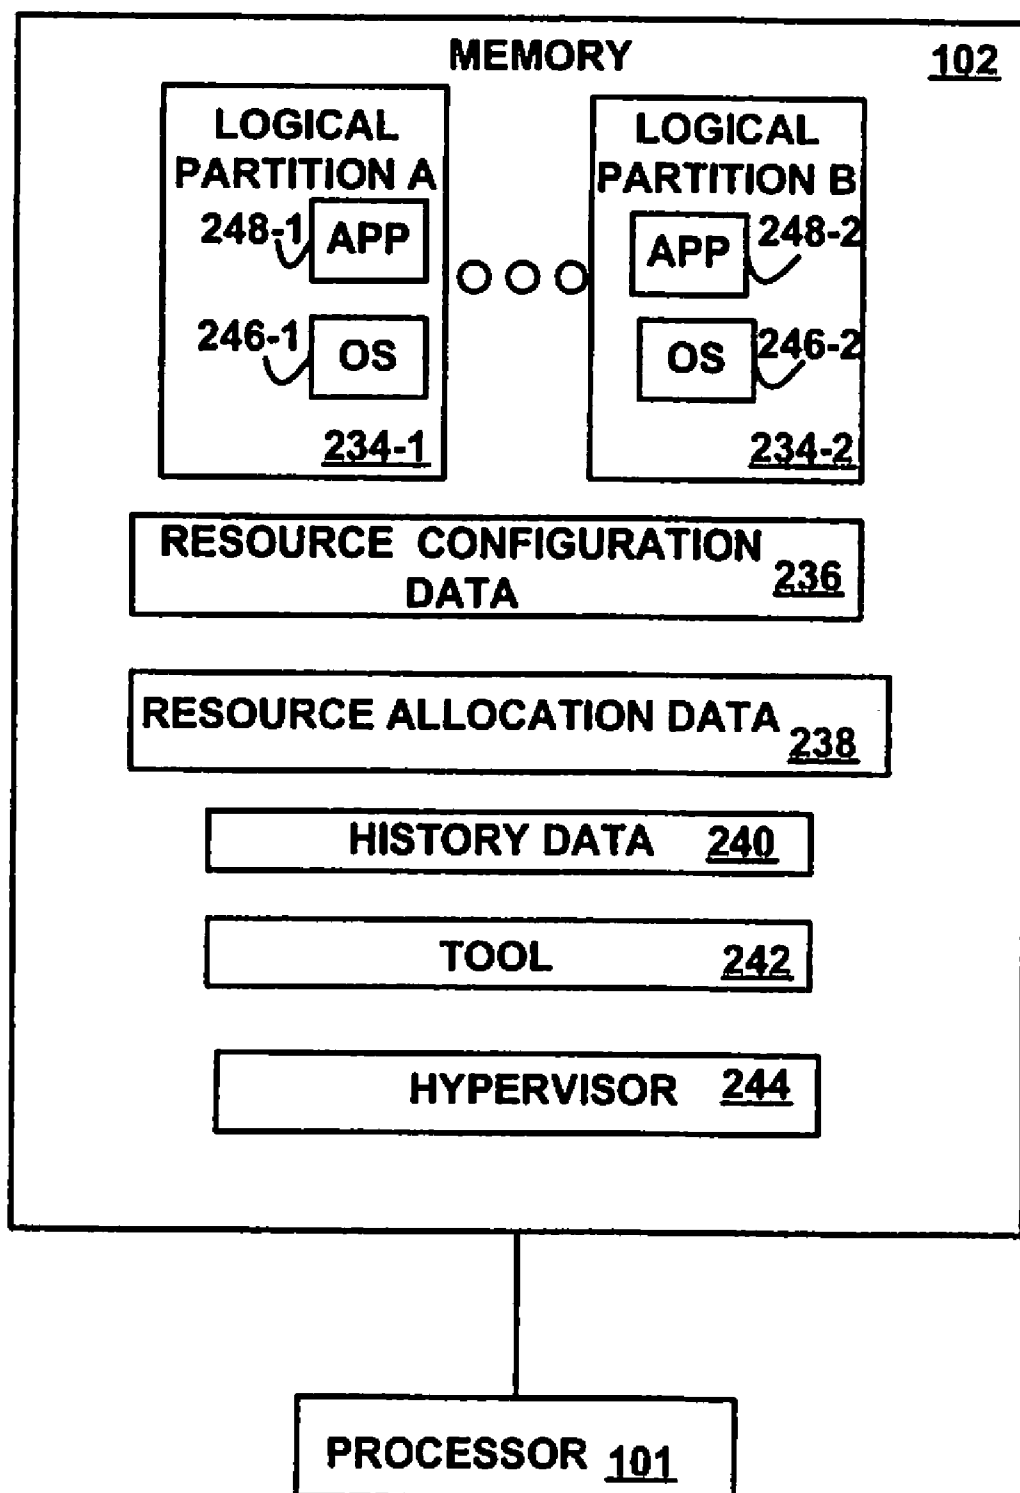 MEMORY 102
LOGICAL
PARTITION A
248-1 APP
246-1 OS
234-1
LOGICAL
PARTITION B
APP 248-2
OS 246-2
234-2
RESOURCE CONFIGURATION
DATA 236
RESOURCE ALLOCATION DATA 238
HISTORY DATA 240
TOOL 242
HYPERVISOR 244
PROCESSOR 101